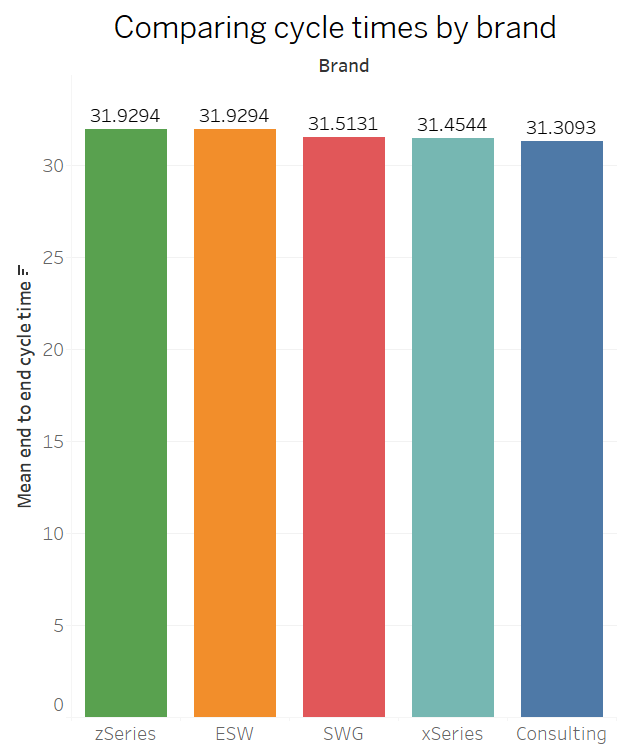 Comparing cycle times by brand
Brand
31.9294
31.9294
31.5131
31.4544
31.3093
30
25
20
15
10
5
0
Mean end to end cycle time
zSeries
ESW
SWG
xSeries
Consulting